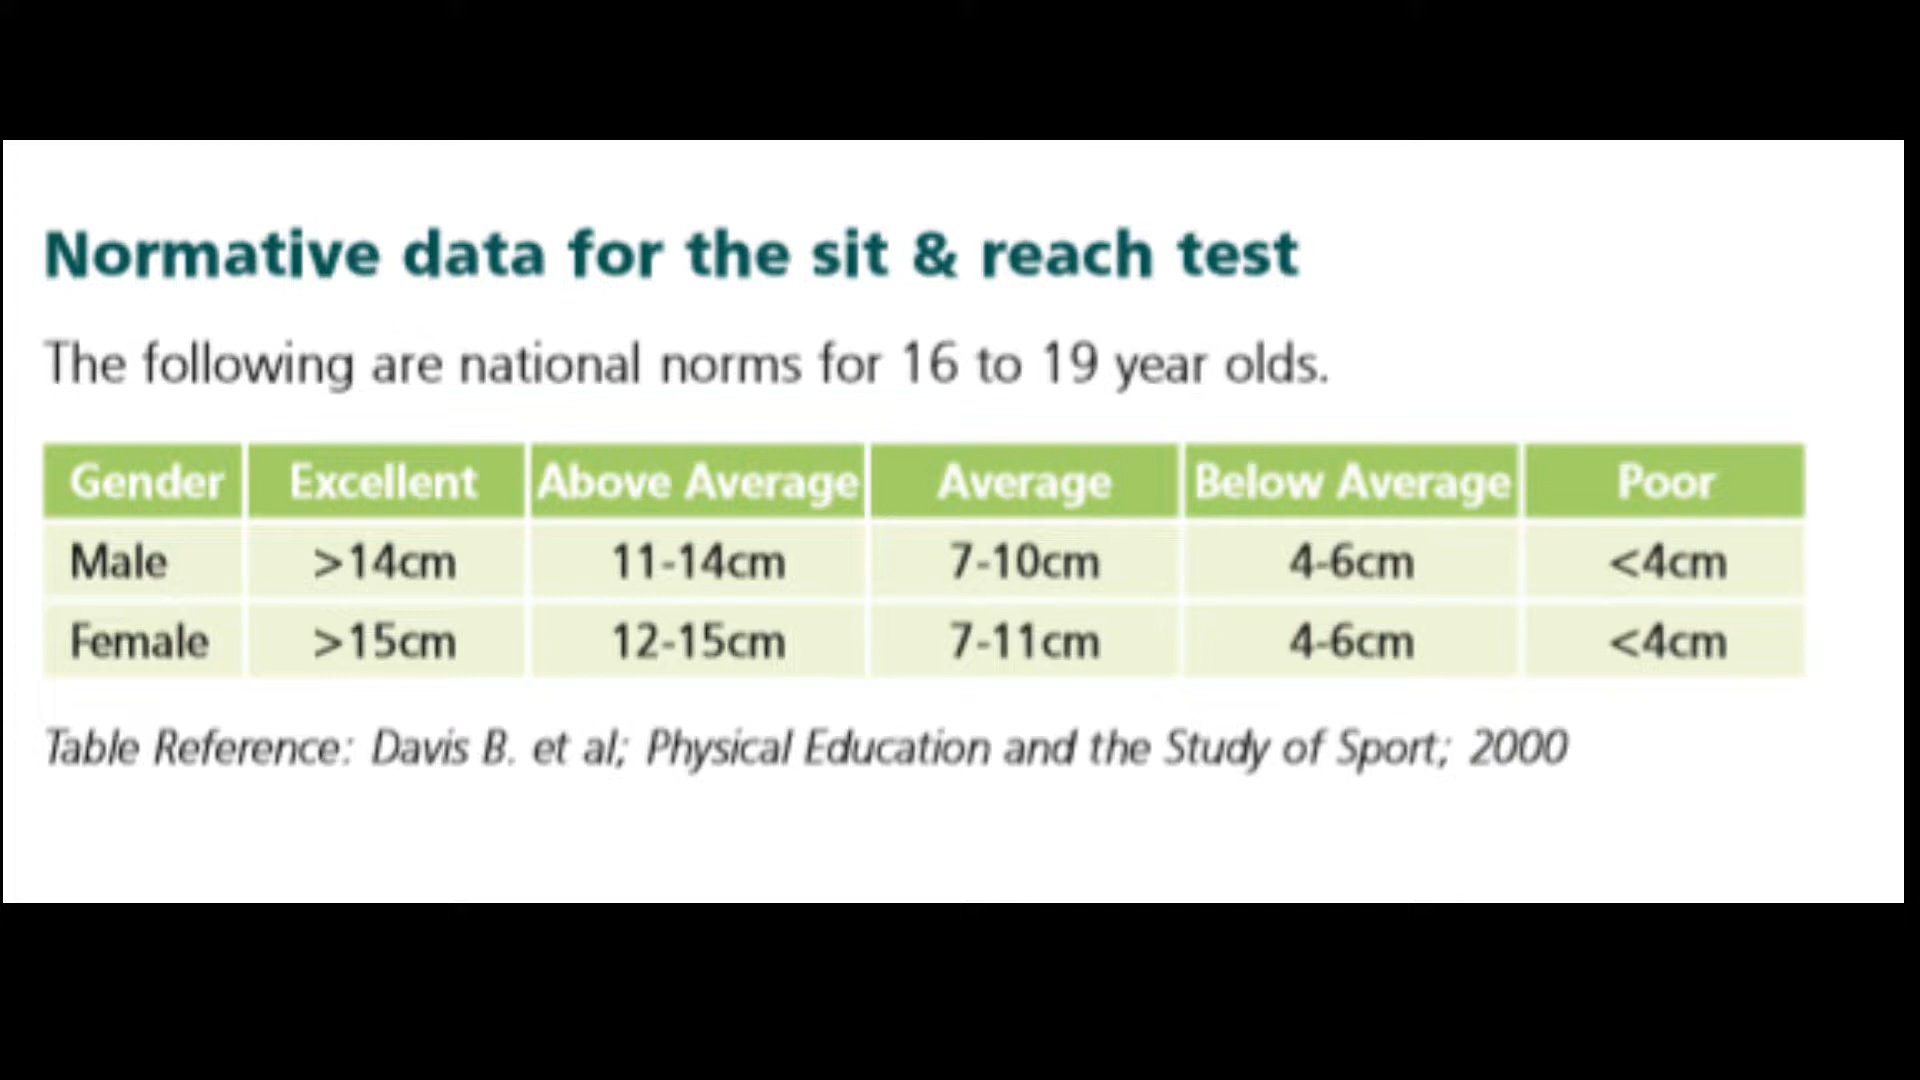 Normative data for the sit & reach test
The following are national norms for 16 to 19 year olds.
Gender Excellent Above Average Average Below Average Poor
Male >14cm 11-14cm 7-10cm 4-6cm <4cm
Female >15cm 12-15cm 7-11cm 4-6cm <4cm
Table Reference: Davis B. et al; Physical Education and the Study of Sport; 2000